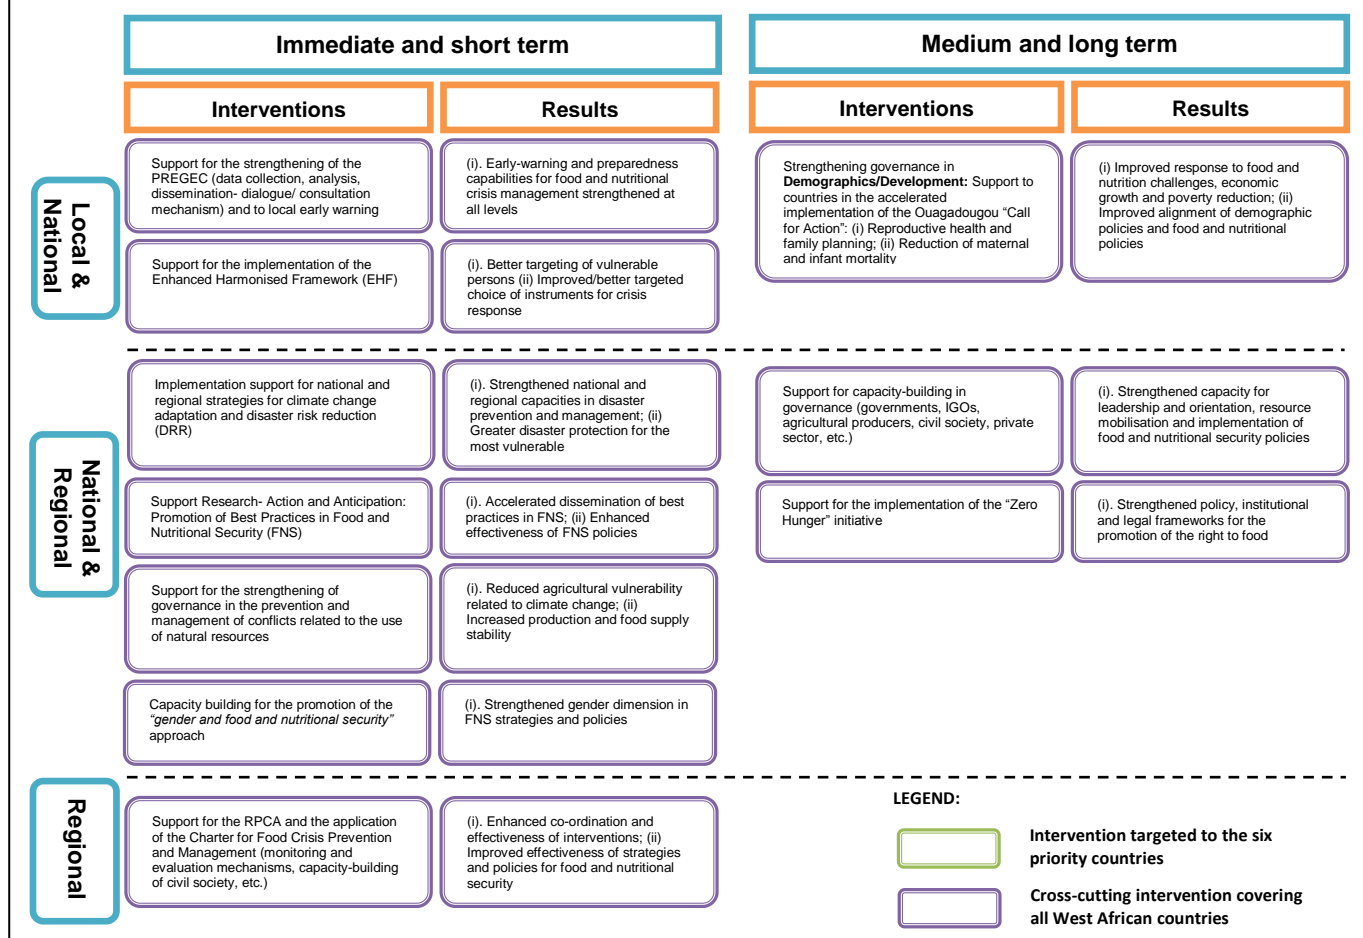 Immediate and short term
Medium and long term
Interventions
Results
Interventions
Results
Local &
National
Support for the strengthening of the
PREGEC (data collection, analysis,
dissemination- dialogue/ consultation
mechanism) and to local early warning
(i). Early-warning and preparedness
capabilities for food and nutritional
crisis management strengthened at
all levels
Strengthening governance in
Demographics/Development: Support to
countries in the accelerated
implementation of the Ouagadougou “Call
for Action”: (i) Reproductive health and
family planning; (ii) Reduction of maternal
and infant mortality
(i) Improved response to food and
nutrition challenges, economic
growth and poverty reduction; (ii)
Improved alignment of demographic
policies and food and nutritional
policies
Support for the implementation of the
Enhanced Harmonised Framework (EHF)
(i). Better targeting of vulnerable
persons (ii) Improved/better targeted
choice of instruments for crisis
response
National &
Regional
Implementation support for national and
regional strategies for climate change
adaptation and disaster risk reduction
(DRR)
(i). Strengthened national and
regional capacities in disaster
prevention and management; (ii)
Greater disaster protection for the
most vulnerable
Support for capacity-building in
governance (governments, IGOs,
agricultural producers, civil society, private
sector, etc.)
(i). Strengthened capacity for
leadership and orientation, resource
mobilisation and implementation of
food and nutritional security policies
Support Research- Action and Anticipation:
Promotion of Best Practices in Food and
Nutritional Security (FNS)
(i). Accelerated dissemination of best
practices in FNS; (ii) Enhanced
effectiveness of FNS policies
Support for the implementation of the “Zero
Hunger” initiative
(i). Strengthened policy, institutional
and legal frameworks for the
promotion of the right to food
Support for the strengthening of
governance in the prevention and
management of conflicts related to the use
of natural resources
(i). Reduced agricultural vulnerability
related to climate change; (ii)
Increased production and food supply
stability
Capacity building for the promotion of the
“gender and food and nutritional security”
approach
(i). Strengthened gender dimension in
FNS strategies and policies
Regional
Support for the RPCA and the application
of the Charter for Food Crisis Prevention
and Management (monitoring and
evaluation mechanisms, capacity-building
of civil society, etc.)
(i). Enhanced co-ordination and
effectiveness of interventions; (ii)
Improved effectiveness of strategies
and policies for food and nutritional
security
LEGEND:
Intervention targeted to the six
priority countries
Cross-cutting intervention covering
all West African countries